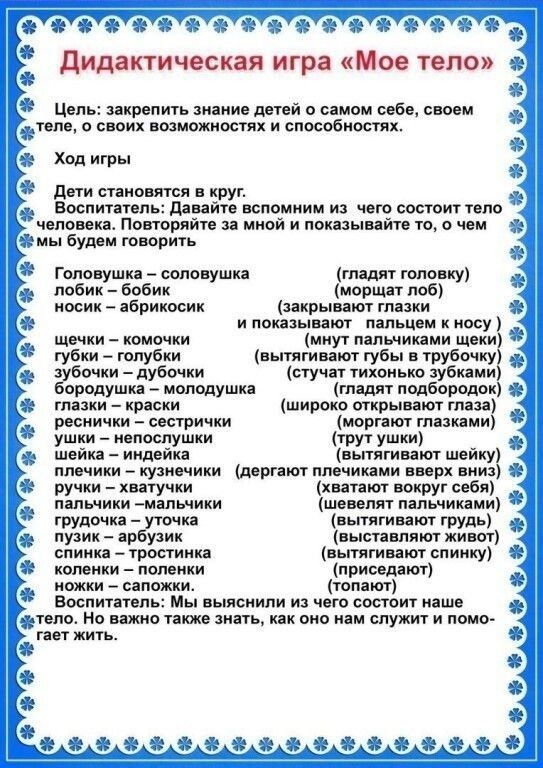 Дидактическая игра «Мое тело»
Цель: закрепить знание детей о самом себе, своем
теле, о своих возможностях и способностях.
Ход игры
Дети становятся в круг.
Воспитатель: Давайте вспомним из чего состоит тело
человека. Повторяйте за мной и показывайте то, о чем
мы будем говорить
Головушка – соловушка (гладят головку)
лобик – бобик (морщат лоб)
носик – абрикосик (закрывают глазки
и показывают пальцем к носу )
щечки – комочки (мнут пальчиками щеки)
губки – голубки (вытягивают губы в трубочку)
зубочки – дубочки (стучат тихонько зубками)
бородушка – молодушка (гладят подбородок)
глазки – краски (широко открывают глаза)
реснички – сестрички (моргают глазками)
ушки – непослушки (трут ушки)
шейка – индейка (вытягивают шейку)
плечики – кузнечики (дергают плечиками вверх вниз)
ручки – хватучки (хватают вокруг себя)
пальчики –мальчики (шевелят пальчиками)
грудочка – уточка (вытягивают грудь)
пузик – арбузик (выставляют живот)
спинка – тростинка (вытягивают спинку)
коленки – поленки (приседают)
ножки – сапожки. (топают)
Воспитатель: Мы выяснили из чего состоит наше
тело. Но важно также знать, как оно нам служит и помо-
гает жить.